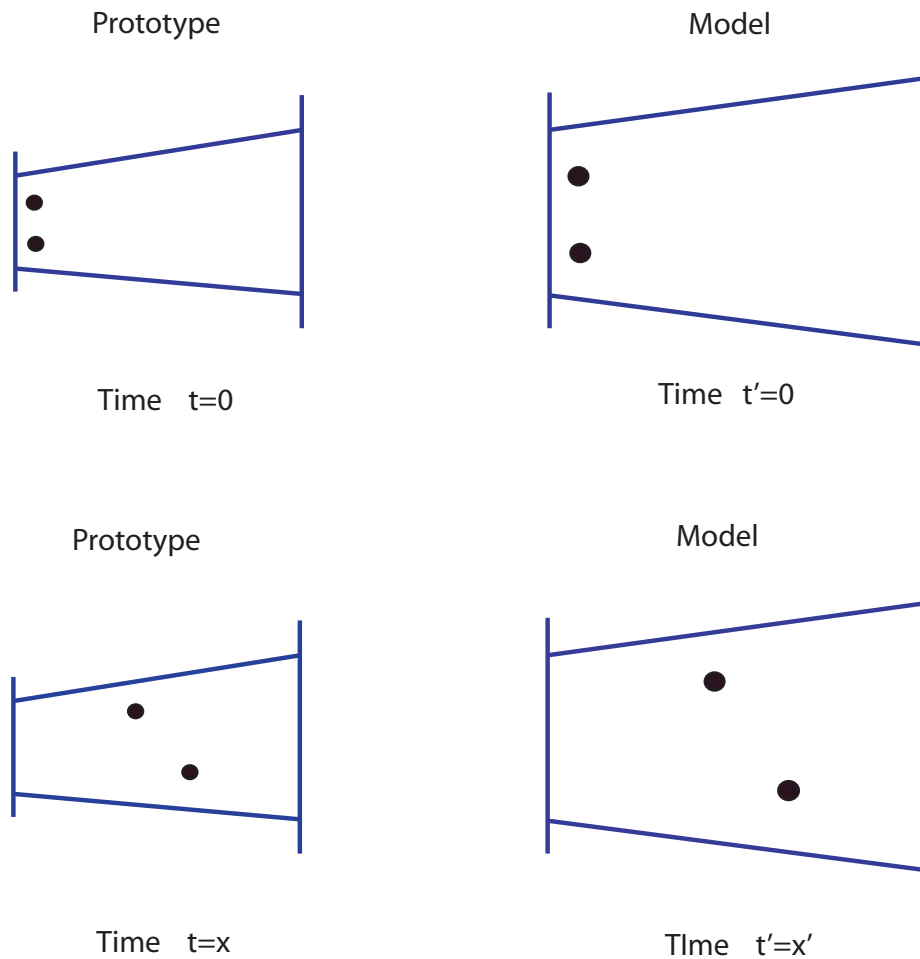 Prototype
Model
Time t=0
Time t'=0
Prototype
Model
Time t=x
TIme t'=x'